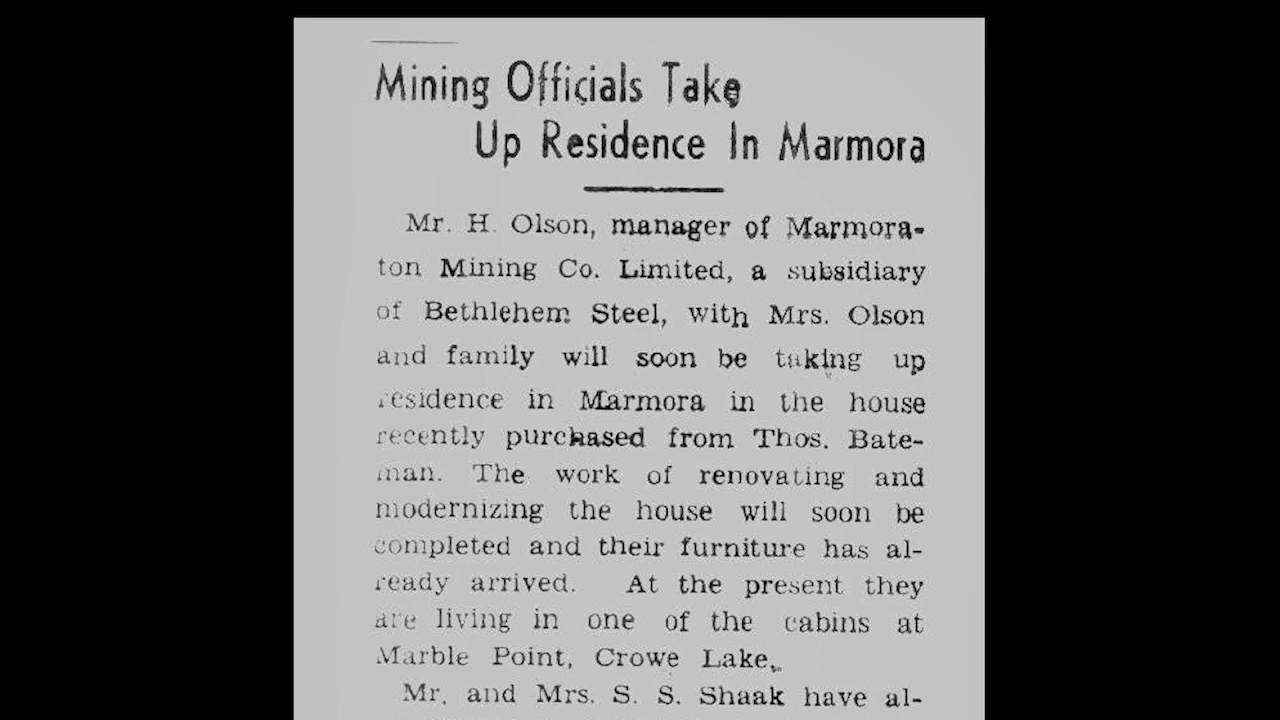 Mining Officials Take
Up Residence In Marmora
Mr. H. Olson, manager of Marmora-
ton Mining Co. Limited, a subsidiary
of Bethlehem Steel, with Mrs. Olson
and family will soon be taking up
residence in Marmora in the house
recently purchased from Thos. Bate-
man. The work of renovating and
modernizing the house will soon be
completed and their furniture has al-
ready arrived. At the present they
are living in one of the cabins at
Marble Point, Crowe Lake.
Mr. and Mrs. S. S. Shaak have al-